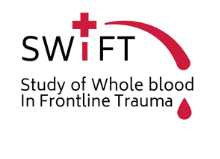 SWiFT
Study of Whole blood
In Frontline Trauma